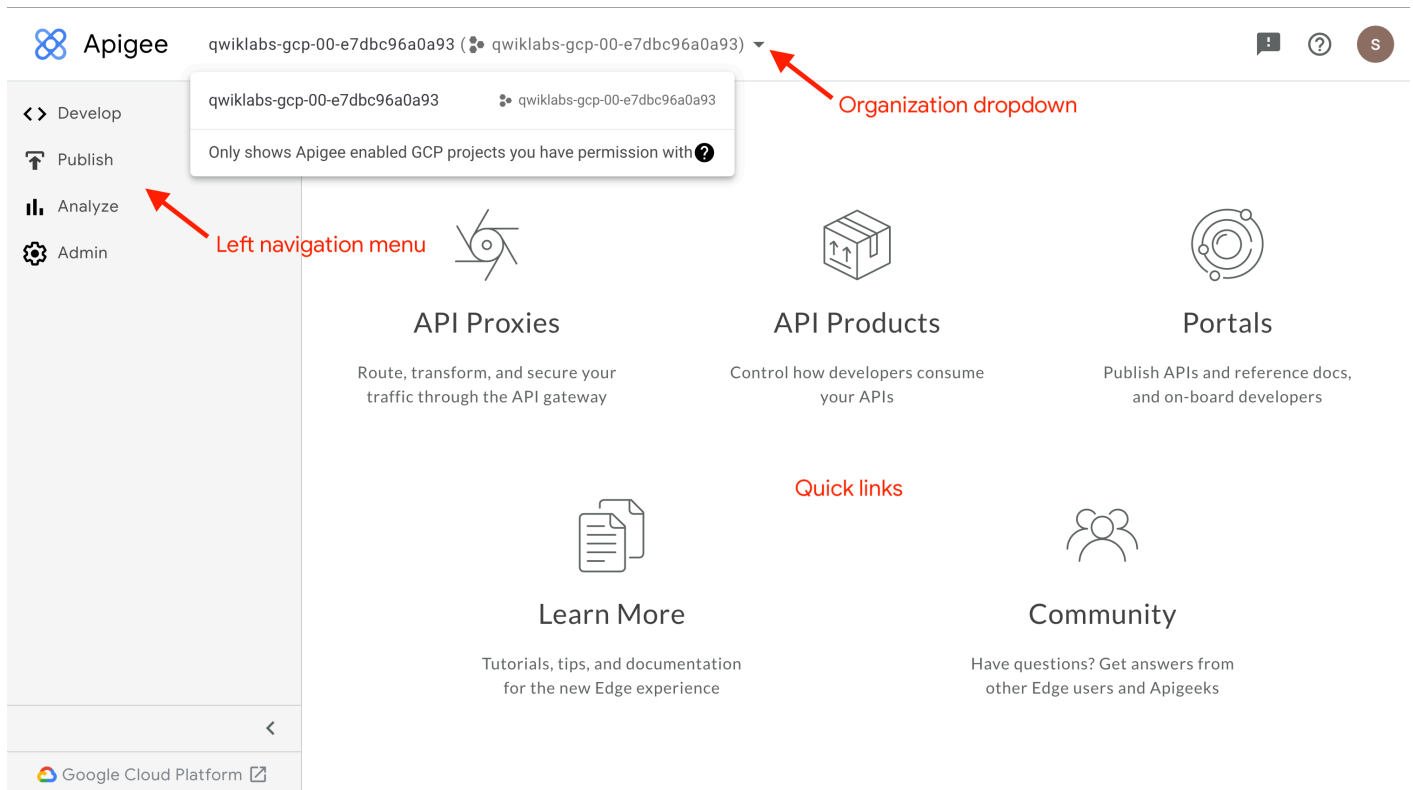 Apigee
qwiklabs-gcp-00-e7dbc96a0a93 ( qwiklabs-gcp-00-e7dbc96a0a93)
S
qwiklabs-gcp-00-e7dbc96a0a93 qwiklabs-gcp-00-e7dbc96a0a93
Only shows Apigee enabled GCP projects you have permission with
Organization dropdown
Develop
Publish
Analyze
Admin
Left navigation menu
API Proxies
Route, transform, and secure your
traffic through the API gateway
API Products
Control how developers consume
your APIs
Portals
Publish APIs and reference docs,
and on-board developers
Quick links
Learn More
Tutorials, tips, and documentation
for the new Edge experience
Community
Have questions? Get answers from
other Edge users and Apigeeks
Google Cloud Platform